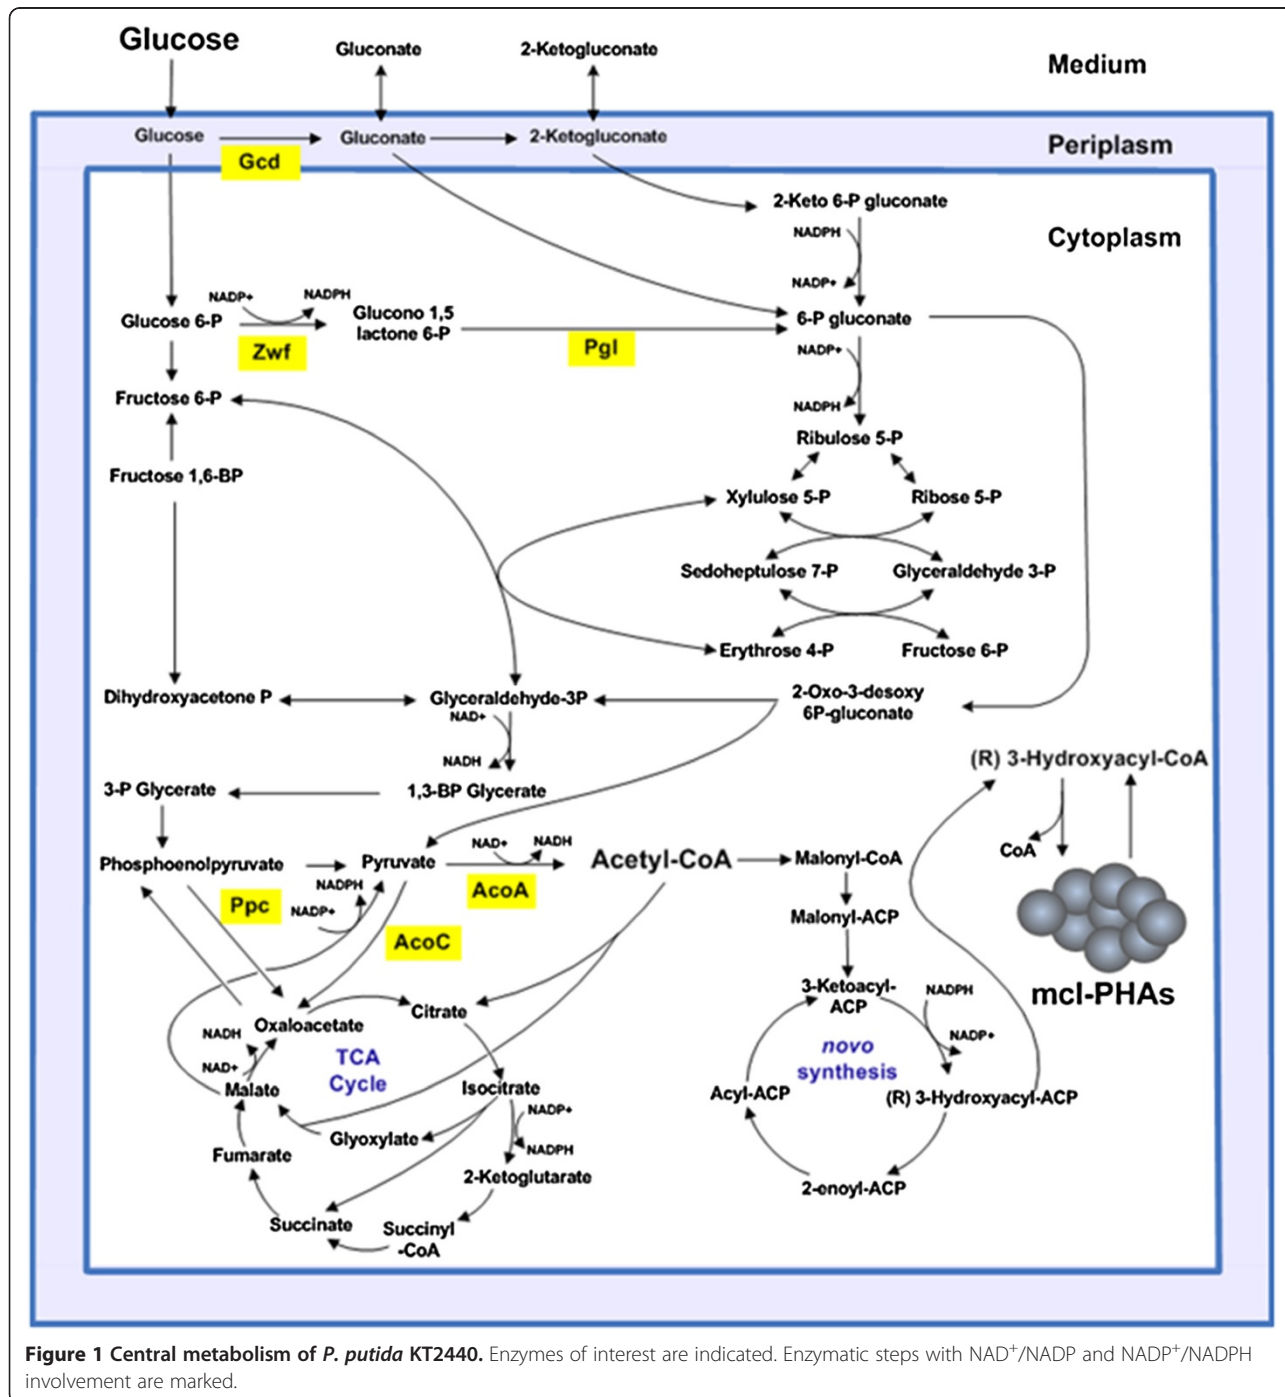 Glucose
Gluconate
2-Ketogluconate
Medium
Glucose
Gluconate
2-Ketogluconate
Periplasm
Gcd
2-Keto 6-P gluconate
NADPH
Cytoplasm
NADP+
NADP+
NADPH
Glucose 6-P
Glucono 1,5
lactone 6-P
6-P gluconate
Zwf
Pgl
NADP+
NADPH
Fructose 6-P
Ribulose 5-P
Fructose 1,6-BP
Xylulose 5-P
Ribose 5-P
Sedoheptulose 7-P
Glyceraldehyde 3-P
Erythrose 4-P
Fructose 6-P
Dihydroxyacetone P
Glyceraldehyde-3P
2-Oxo-3-desoxy
6P-gluconate
NAD+
NADH
(R) 3-Hydroxyacyl-CoA
3-P Glycerate
1,3-BP Glycerate
NAD+
NADH
CoA
Phosphoenolpyruvate
Pyruvate
Acetyl-CoA
Malonyl-CoA
NADPH
AcoA
Ppc
NADP+
Malonyl-ACP
AcoC
3-Ketoacyl-
ACP
NADPH
mcl-PHAs
Citrate
Oxaloacetate
NADH
NADP+
TCA
Cycle
novo
synthesis
NAD+
Malate
Isocitrate
Acyl-ACP
(R) 3-Hydroxyacyl-ACP
NADP+
Glyoxylate
NADPH
Fumarate
2-Ketoglutarate
2-enoyl-ACP
Succinate
Succinyl
-CoA
Figure 1 Central metabolism of P. putida KT2440. Enzymes of interest are indicated. Enzymatic steps with NAD+/NADP and NADP+/NADPH
involvement are marked.